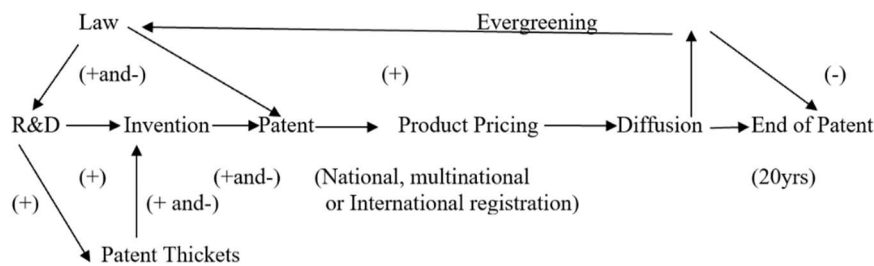 Law Evergreening
(+and-) (+) (-)
R&D Invention Patent Product Pricing Diffusion End of Patent
(+) (+and-) (National, multinational (20yrs)
(+) (+ and-) or International registration)
Patent Thickets